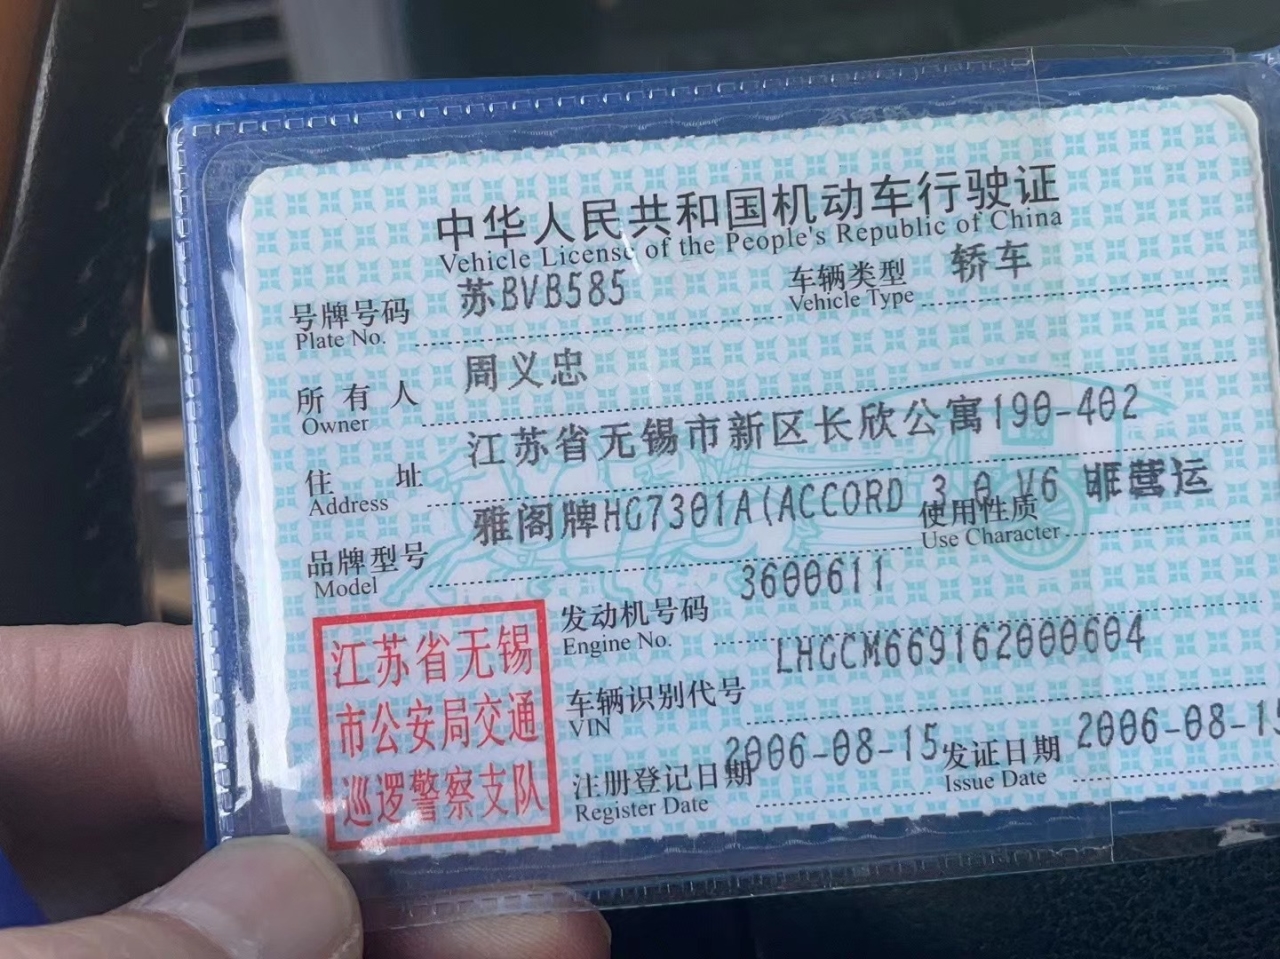 中华人民共和国机动车行驶证
Vehicle License of the People's Republic of China
号牌号码 苏BVB585 车辆类型 轿车
Plate No. Vehicle Type
所有人 周义忠
Owner
住址 江苏省无锡市新区长欣公寓190-402
Address
品牌型号 雅阁牌HG7301A(ACCORD 3.0 V6 使用性质 非营运
Model Use Character
发动机号码 3600611
Engine No.
车辆识别代号 LHGCM669162000604
VIN
注册登记日期 2006-08-15 发证日期 2006-08-15
Register Date Issue Date
江苏省无锡
市公安局交通
巡逻警察支队